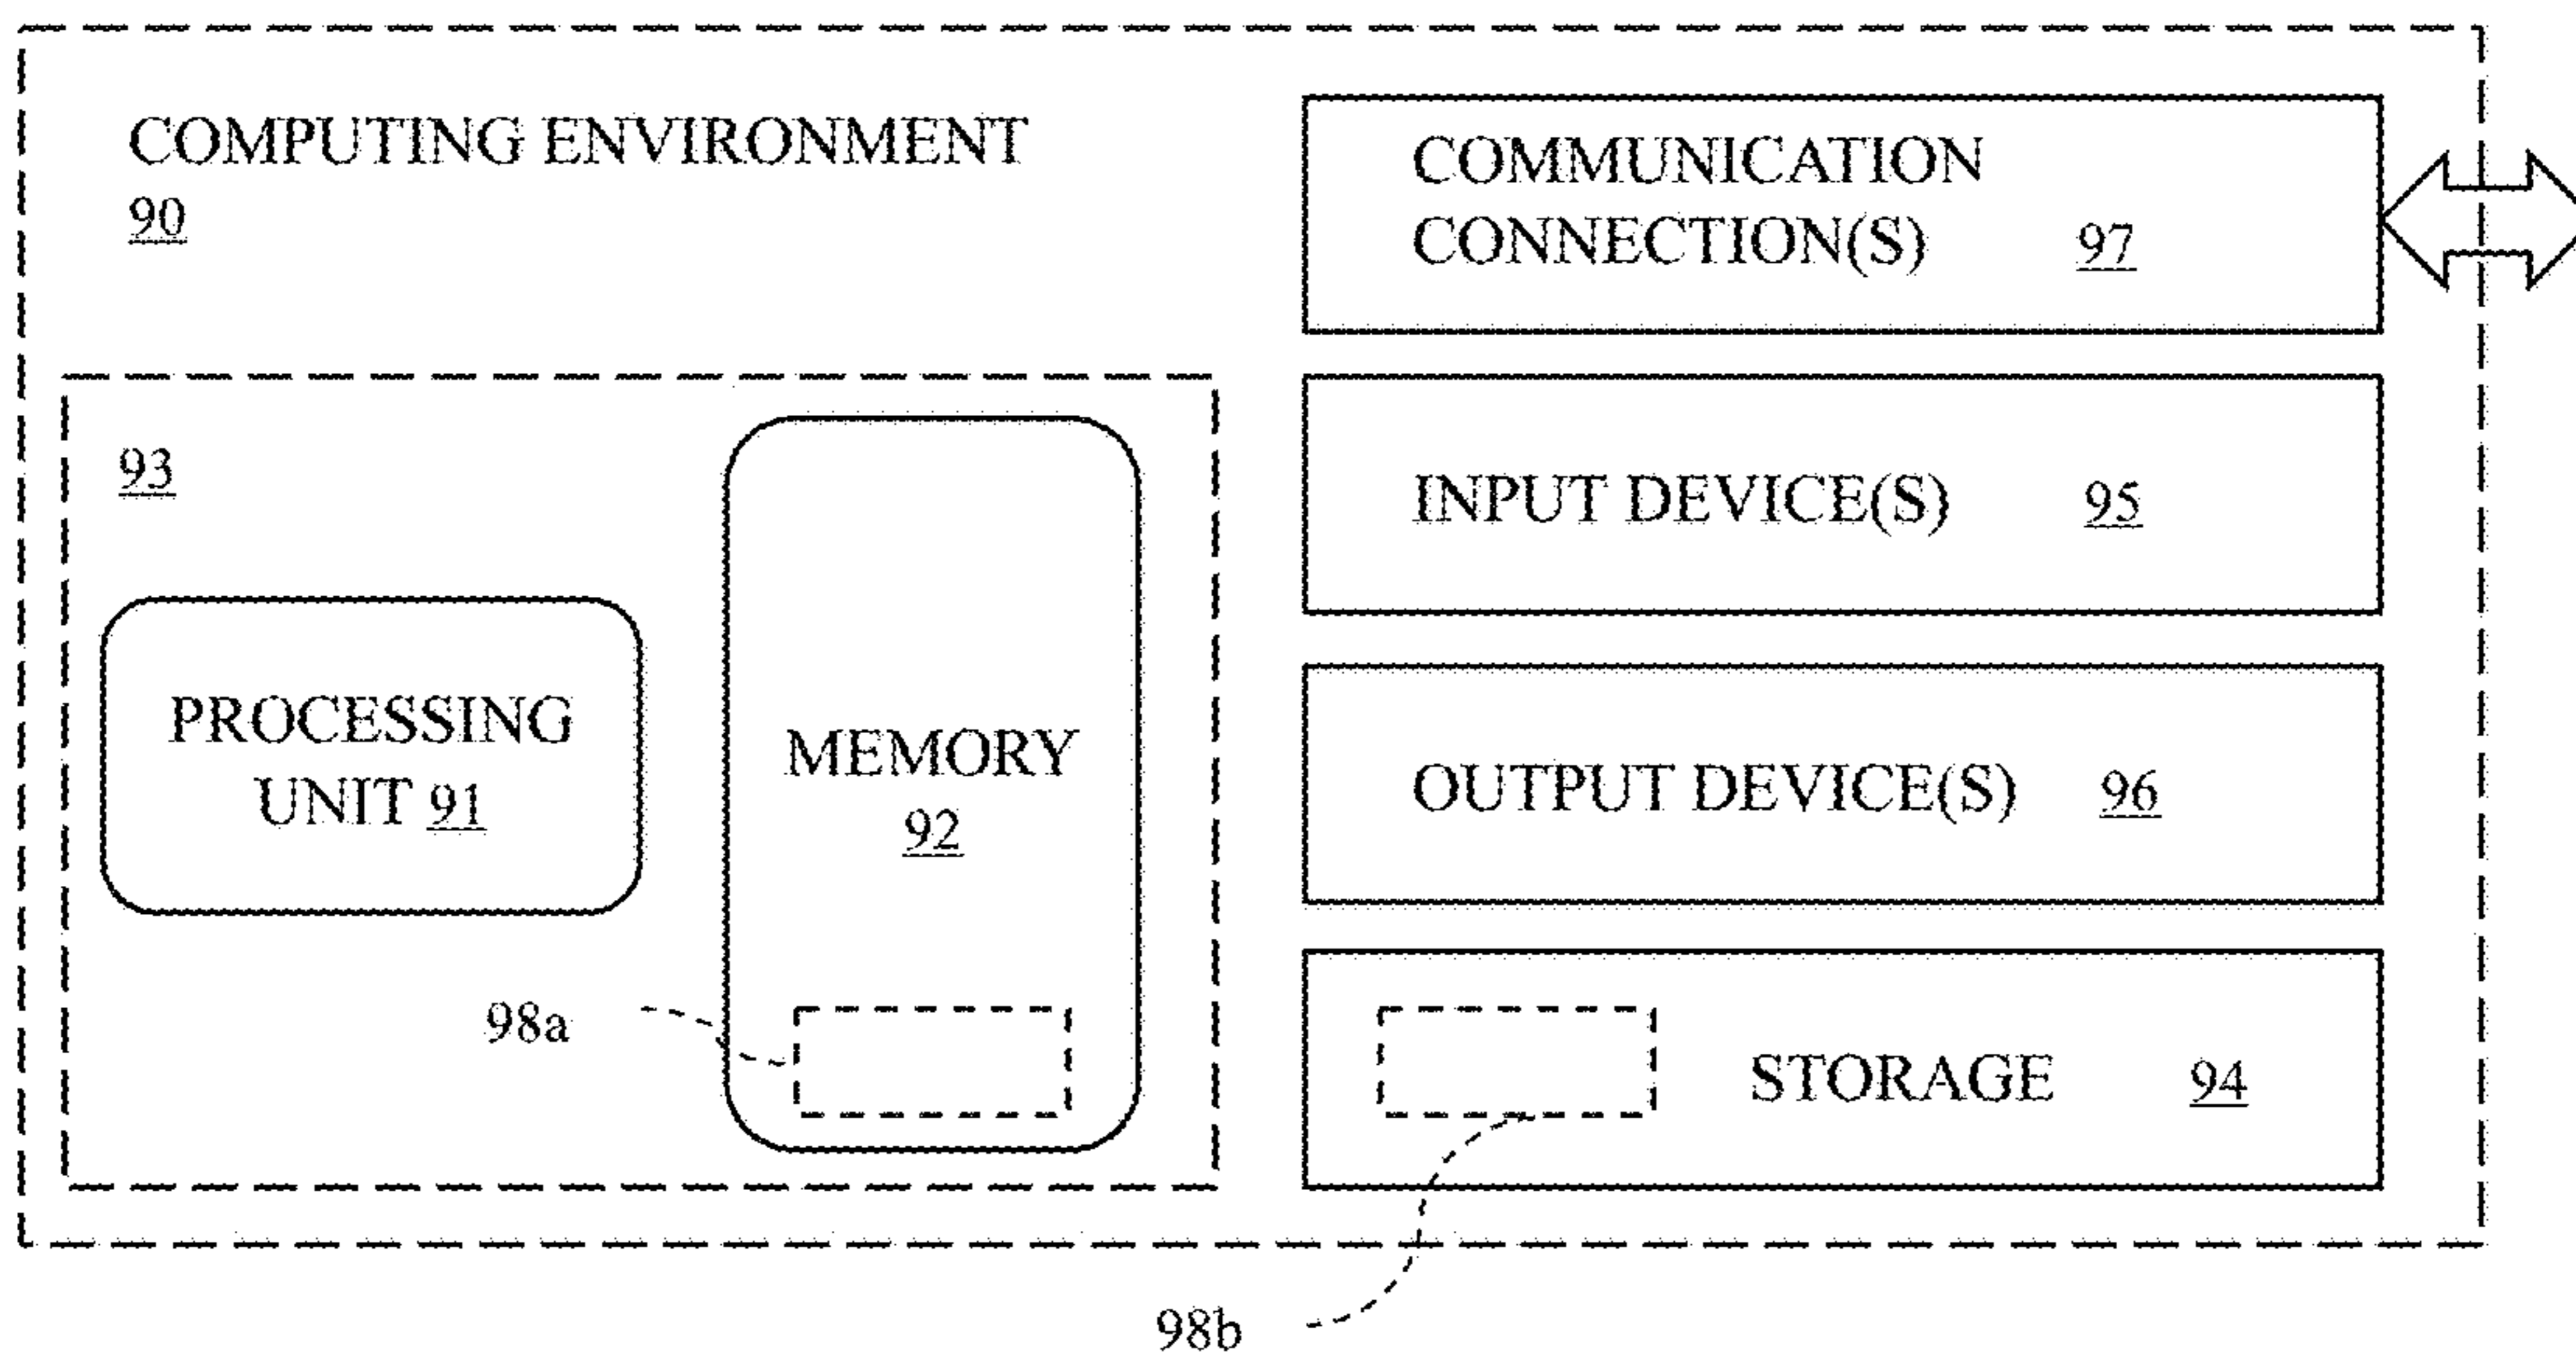 COMPUTING ENVIRONMENT
90
COMMUNICATION
CONNECTION(S) 97
93
INPUT DEVICE(S) 95
PROCESSING
UNIT 91
MEMORY
92
OUTPUT DEVICE(S) 96
98a
STORAGE 94
98b